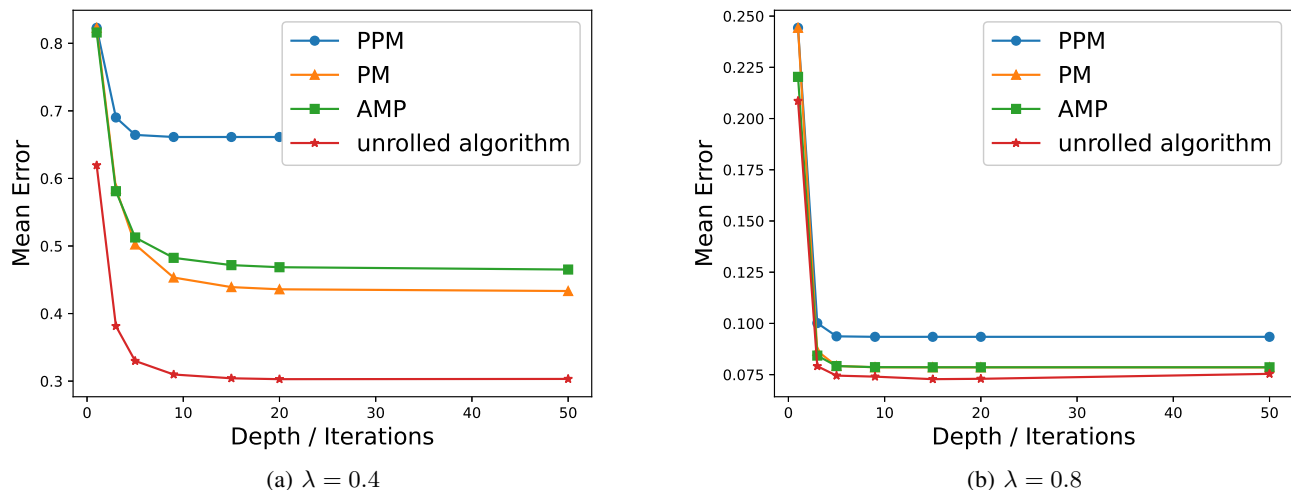 0.8
0.7
0.6
0.5
0.4
0.3
0
10
20
30
40
50
Mean Error
Depth / Iterations
PPM
PM
AMP
unrolled algorithm
(a) λ = 0.4
0.250
0.225
0.200
0.175
0.150
0.125
0.100
0.075
0
10
20
30
40
50
Mean Error
Depth / Iterations
PPM
PM
AMP
unrolled algorithm
(b) λ = 0.8